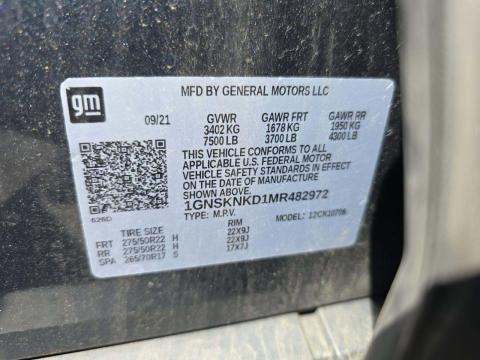 gm
MFD BY GENERAL MOTORS LLC
09/21 GVWR GAWR FRT GAWR RR
3402 KG 1678 KG 1950 KG
7500 LB 3700 LB 4300 LB
THIS VEHICLE CONFORMS TO ALL
APPLICABLE U.S. FEDERAL MOTOR
VEHICLE SAFETY STANDARDS IN EFFECT
ON THE DATE OF MANUFACTURE
SHOWN ABOVE.
1GNSKNKD1MR482972
TYPE: M.P.V. MODEL: 12CK10706
TIRE SIZE RIM
FRT 275/50R22 H 22X9J
RR 275/50R22 H 22X9J
SPA 265/70R17 S 17X7J